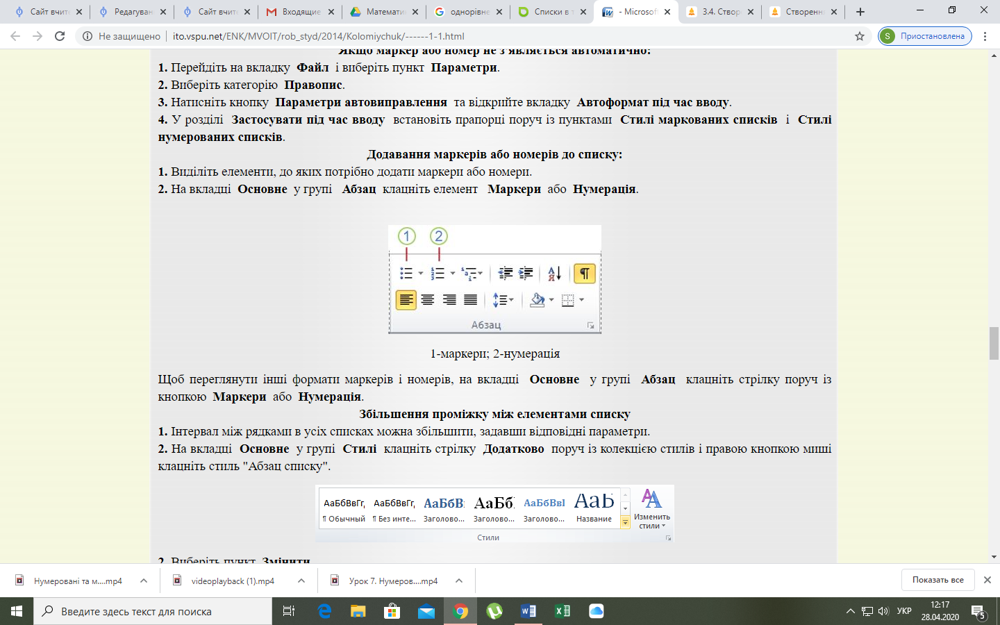 Сайт вчит
Редагуван
Сайт вчит
Входящие
Математи
однорівне
Списки в т
- Microsof
3.4. Створ
Створенн
Не защищено | ito.vspu.net/ENK/MVOIT/rob_styd/2014/Kolomiychuk/------1-1.html
S Приостановлена
Якщо маркер або номер не з'являється автоматично:
1. Перейдіть на вкладку Файл і виберіть пункт Параметри.
2. Виберіть категорію Правопис.
3. Натисніть кнопку Параметри автовиправлення та відкрийте вкладку Автоформат під час вводу.
4. У розділі Застосувати під час вводу встановіть прапорці поруч із пунктами Стилі маркованих списків і Стилі
нумерованих списків.
Додавання маркерів або номерів до списку:
1. Виділіть елементи, до яких потрібно додати маркери або номери.
2. На вкладці Основне у групі Абзац клацніть елемент Маркери або Нумерація.
1 2
Абзац
1-маркери; 2-нумерація
Щоб переглянути інші формати маркерів і номерів, на вкладці Основне у групі Абзац клацніть стрілку поруч із
кнопкою Маркери або Нумерація.
Збільшення проміжку між елементами списку
1. Інтервал між рядками в усіх списках можна збільшити, задавши відповідні параметри.
2. На вкладці Основне у групі Стилі клацніть стрілку Додатково поруч із колекцією стилів і правою кнопкою миші
клацніть стиль "Абзац списку".
АаБбВвГг, АаБбВвГг, АаБбВ АаБб АаБбВвІ АаБ
¶ Обычный ¶ Без инте... Заголово... Заголово... Заголово... Название
Изменить
стили
Стили
2. Виберіть пункт Змінити
Нумеровані та м....mp4
videoplayback (1).mp4
Урок 7. Нумеров....mp4
Показать все
Введите здесь текст для поиска
УКР
12:17
28.04.2020
5